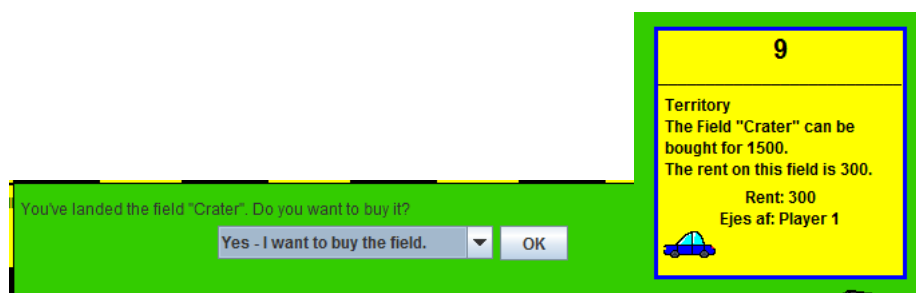 9
Territory
The Field "Crater" can be
bought for 1500.
The rent on this field is 300.
Rent: 300
Ejes af: Player 1
You've landed the field "Crater". Do you want to buy it?
Yes - I want to buy the field.
OK